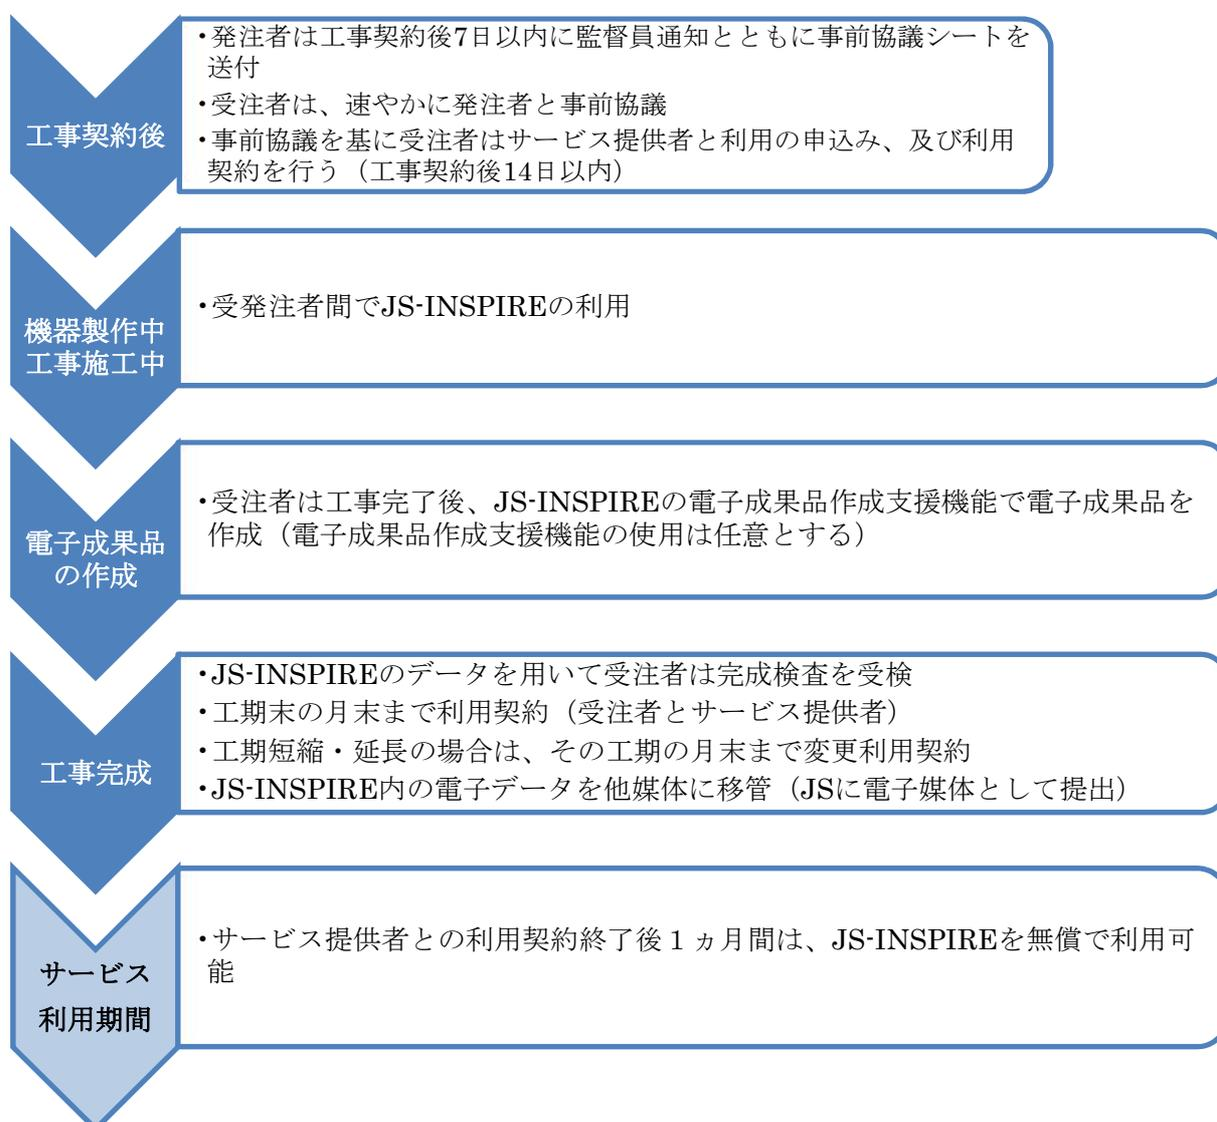 工事契約後
・発注者は工事契約後7日以内に監督員通知とともに事前協議シートを
送付
・受注者は、速やかに発注者と事前協議
・事前協議を基に受注者はサービス提供者と利用の申込み、及び利用
契約を行う（工事契約後14日以内）
機器製作中
工事施工中
・受発注者間でJS-INSPIREの利用
電子成果品
の作成
・受注者は工事完了後、JS-INSPIREの電子成果品作成支援機能で電子成果品を
作成（電子成果品作成支援機能の使用は任意とする）
工事完成
・JS-INSPIREのデータを用いて受注者は完成検査を受検
・工期末の月末まで利用契約（受注者とサービス提供者）
・工期短縮・延長の場合は、その工期の月末まで変更利用契約
・JS-INSPIRE内の電子データを他媒体に移管（JSに電子媒体として提出）
サービス
利用期間
・サービス提供者との利用契約終了後１ヵ月間は、JS-INSPIREを無償で利用可
能